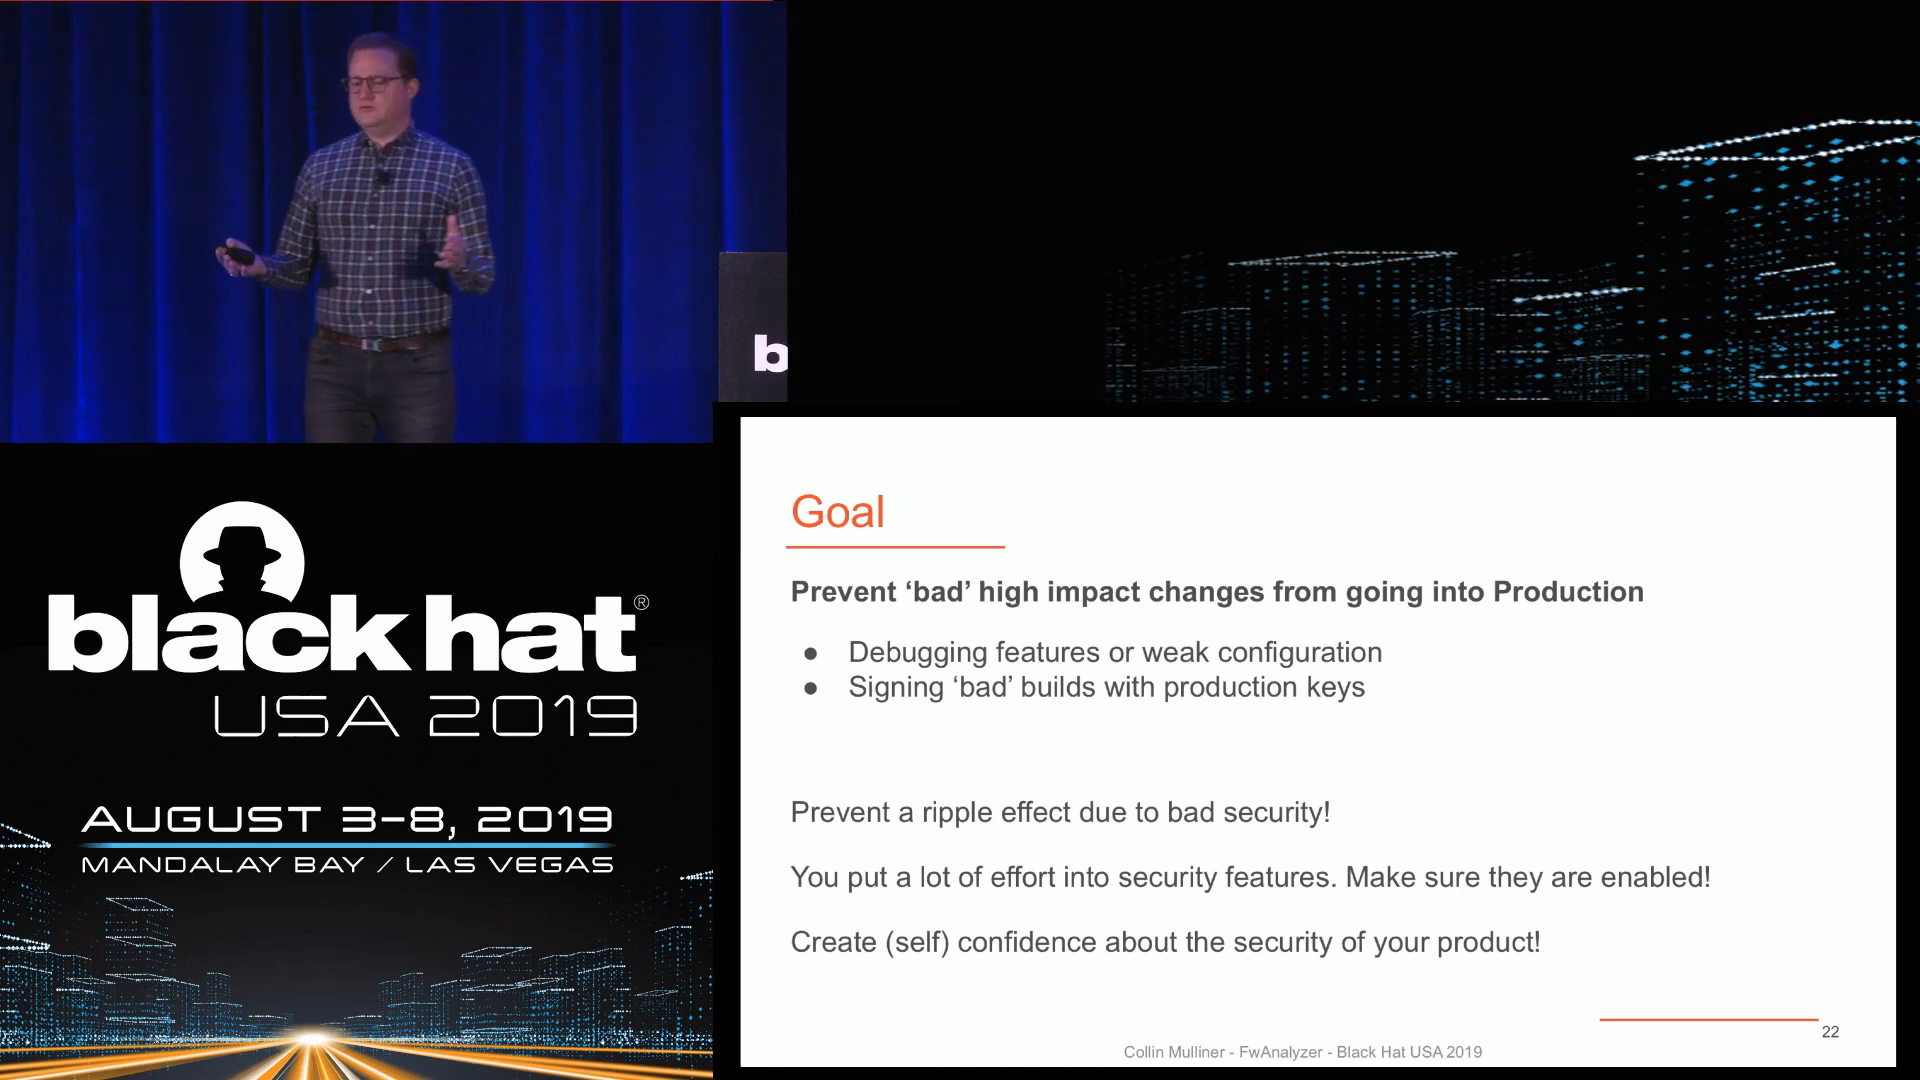 b
black hat®
USA 2019
AUGUST 3-8, 2019
MANDALAY BAY / LAS VEGAS
Goal
Prevent ‘bad’ high impact changes from going into Production
● Debugging features or weak configuration
● Signing ‘bad’ builds with production keys
Prevent a ripple effect due to bad security!
You put a lot of effort into security features. Make sure they are enabled!
Create (self) confidence about the security of your product!
22
Collin Mulliner - FwAnalyzer - Black Hat USA 2019